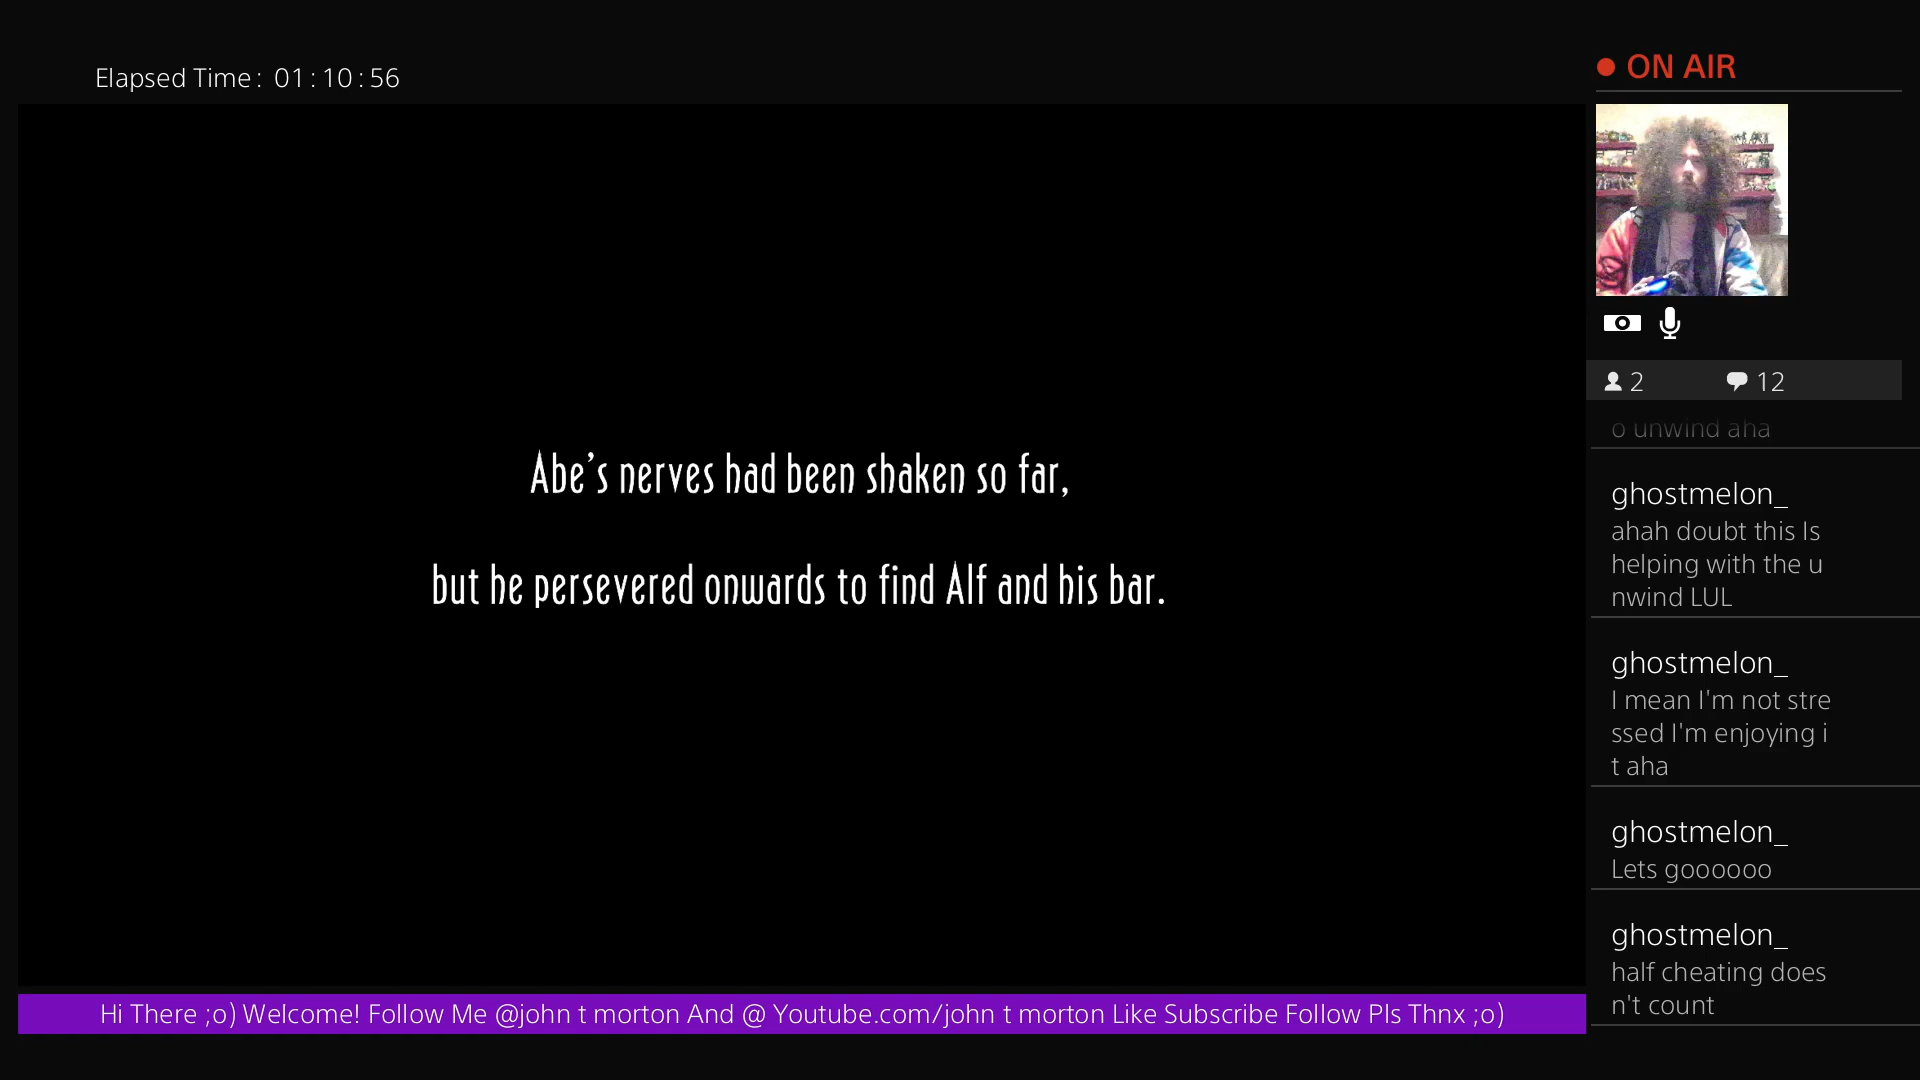 Elapsed Time: 01:10:56
ON AIR
2 12
Abe's nerves had been shaken so far,
but he persevered onwards to find Alf and his bar.
o unwind aha
ghostmelon_
ahah doubt this Is
helping with the u
nwind LUL
ghostmelon_
I mean I'm not stre
ssed I'm enjoying i
t aha
ghostmelon_
Lets goooooo
ghostmelon_
half cheating does
n't count
Hi There ;o) Welcome! Follow Me @john t morton And @ Youtube.com/john t morton Like Subscribe Follow Pls Thnx ;o)